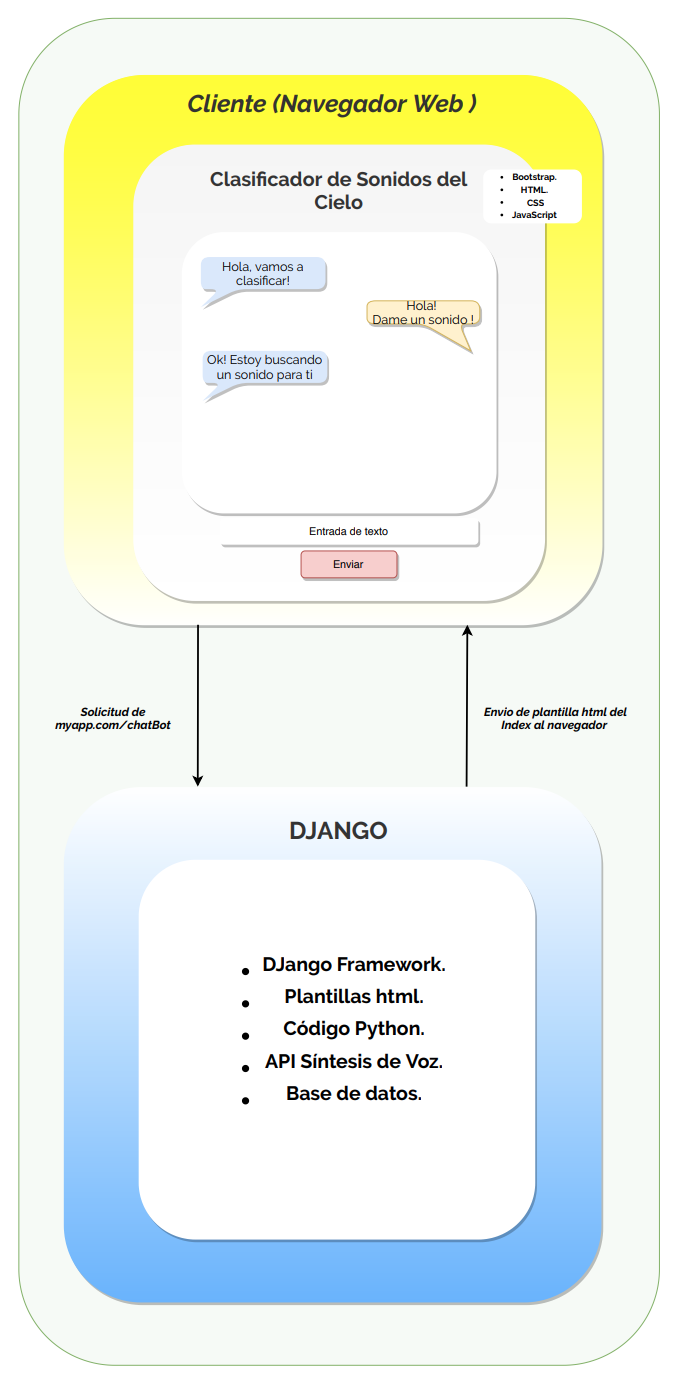 Cliente (Navegador Web )
Clasificador de Sonidos del
Cielo
• Bootstrap.
• HTML.
• CSS
• JavaScript
Hola, vamos a
clasificar!
Hola!
Dame un sonido !
Ok! Estoy buscando
un sonido para ti
Entrada de texto
Enviar
Solicitud de
myapp.com/chatBot
Envio de plantilla html del
Index al navegador
DJANGO
• DJango Framework.
• Plantillas html.
• Código Python.
• API Síntesis de Voz.
• Base de datos.